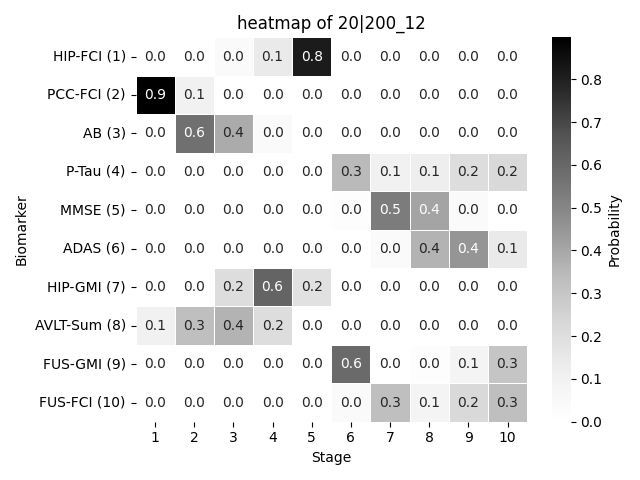 heatmap of 20|200_12
HIP-FCI (1) 0.0 0.0 0.0 0.1 0.8 0.0 0.0 0.0 0.0 0.0
PCC-FCI (2) 0.9 0.1 0.0 0.0 0.0 0.0 0.0 0.0 0.0 0.0
AB (3) 0.0 0.6 0.4 0.0 0.0 0.0 0.0 0.0 0.0 0.0
P-Tau (4) 0.0 0.0 0.0 0.0 0.0 0.3 0.1 0.1 0.2 0.2
MMSE (5) 0.0 0.0 0.0 0.0 0.0 0.0 0.5 0.4 0.0 0.0
ADAS (6) 0.0 0.0 0.0 0.0 0.0 0.0 0.0 0.4 0.4 0.1
HIP-GMI (7) 0.0 0.0 0.2 0.6 0.2 0.0 0.0 0.0 0.0 0.0
AVLT-Sum (8) 0.1 0.3 0.4 0.2 0.0 0.0 0.0 0.0 0.0 0.0
FUS-GMI (9) 0.0 0.0 0.0 0.0 0.0 0.6 0.0 0.0 0.1 0.3
FUS-FCI (10) 0.0 0.0 0.0 0.0 0.0 0.0 0.3 0.1 0.2 0.3
1 2 3 4 5 6 7 8 9 10
Stage
Biomarker
0.8
0.7
0.6
0.5
0.4
0.3
0.2
0.1
0.0
Probability